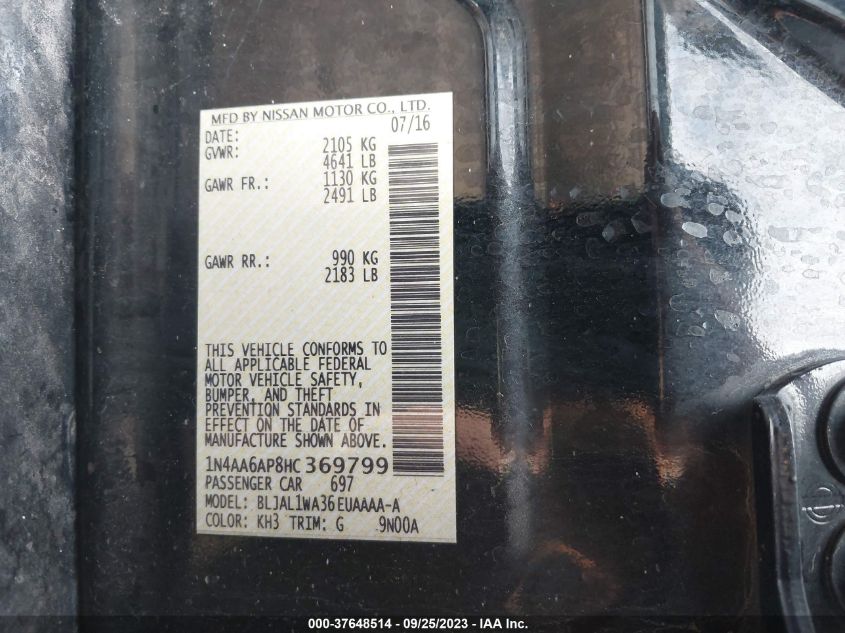 MFD BY NISSAN MOTOR CO., LTD.
DATE: 07/16
GVWR: 2105 KG
4641 LB
GAWR FR.: 1130 KG
2491 LB
GAWR RR.: 990 KG
2183 LB
THIS VEHICLE CONFORMS TO
ALL APPLICABLE FEDERAL
MOTOR VEHICLE SAFETY,
BUMPER, AND THEFT
PREVENTION STANDARDS IN
EFFECT ON THE DATE OF
MANUFACTURE SHOWN ABOVE.
1N4AA6AP8HC369799
PASSENGER CAR 697
MODEL: BLJAL1WA36EUAAAA-A
COLOR: KH3 TRIM: G 9N00A
000-37648514 / 09/25/2023 / IAA Inc.